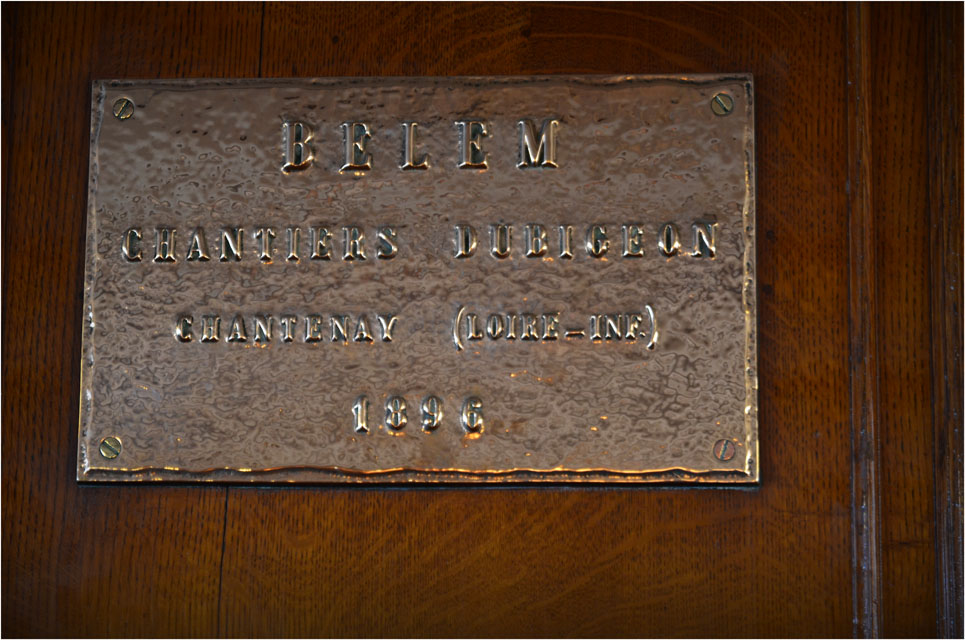 BELEM
CHANTIERS DUBIGEON
CHANTENAY (LOIRE-INF.)
1896